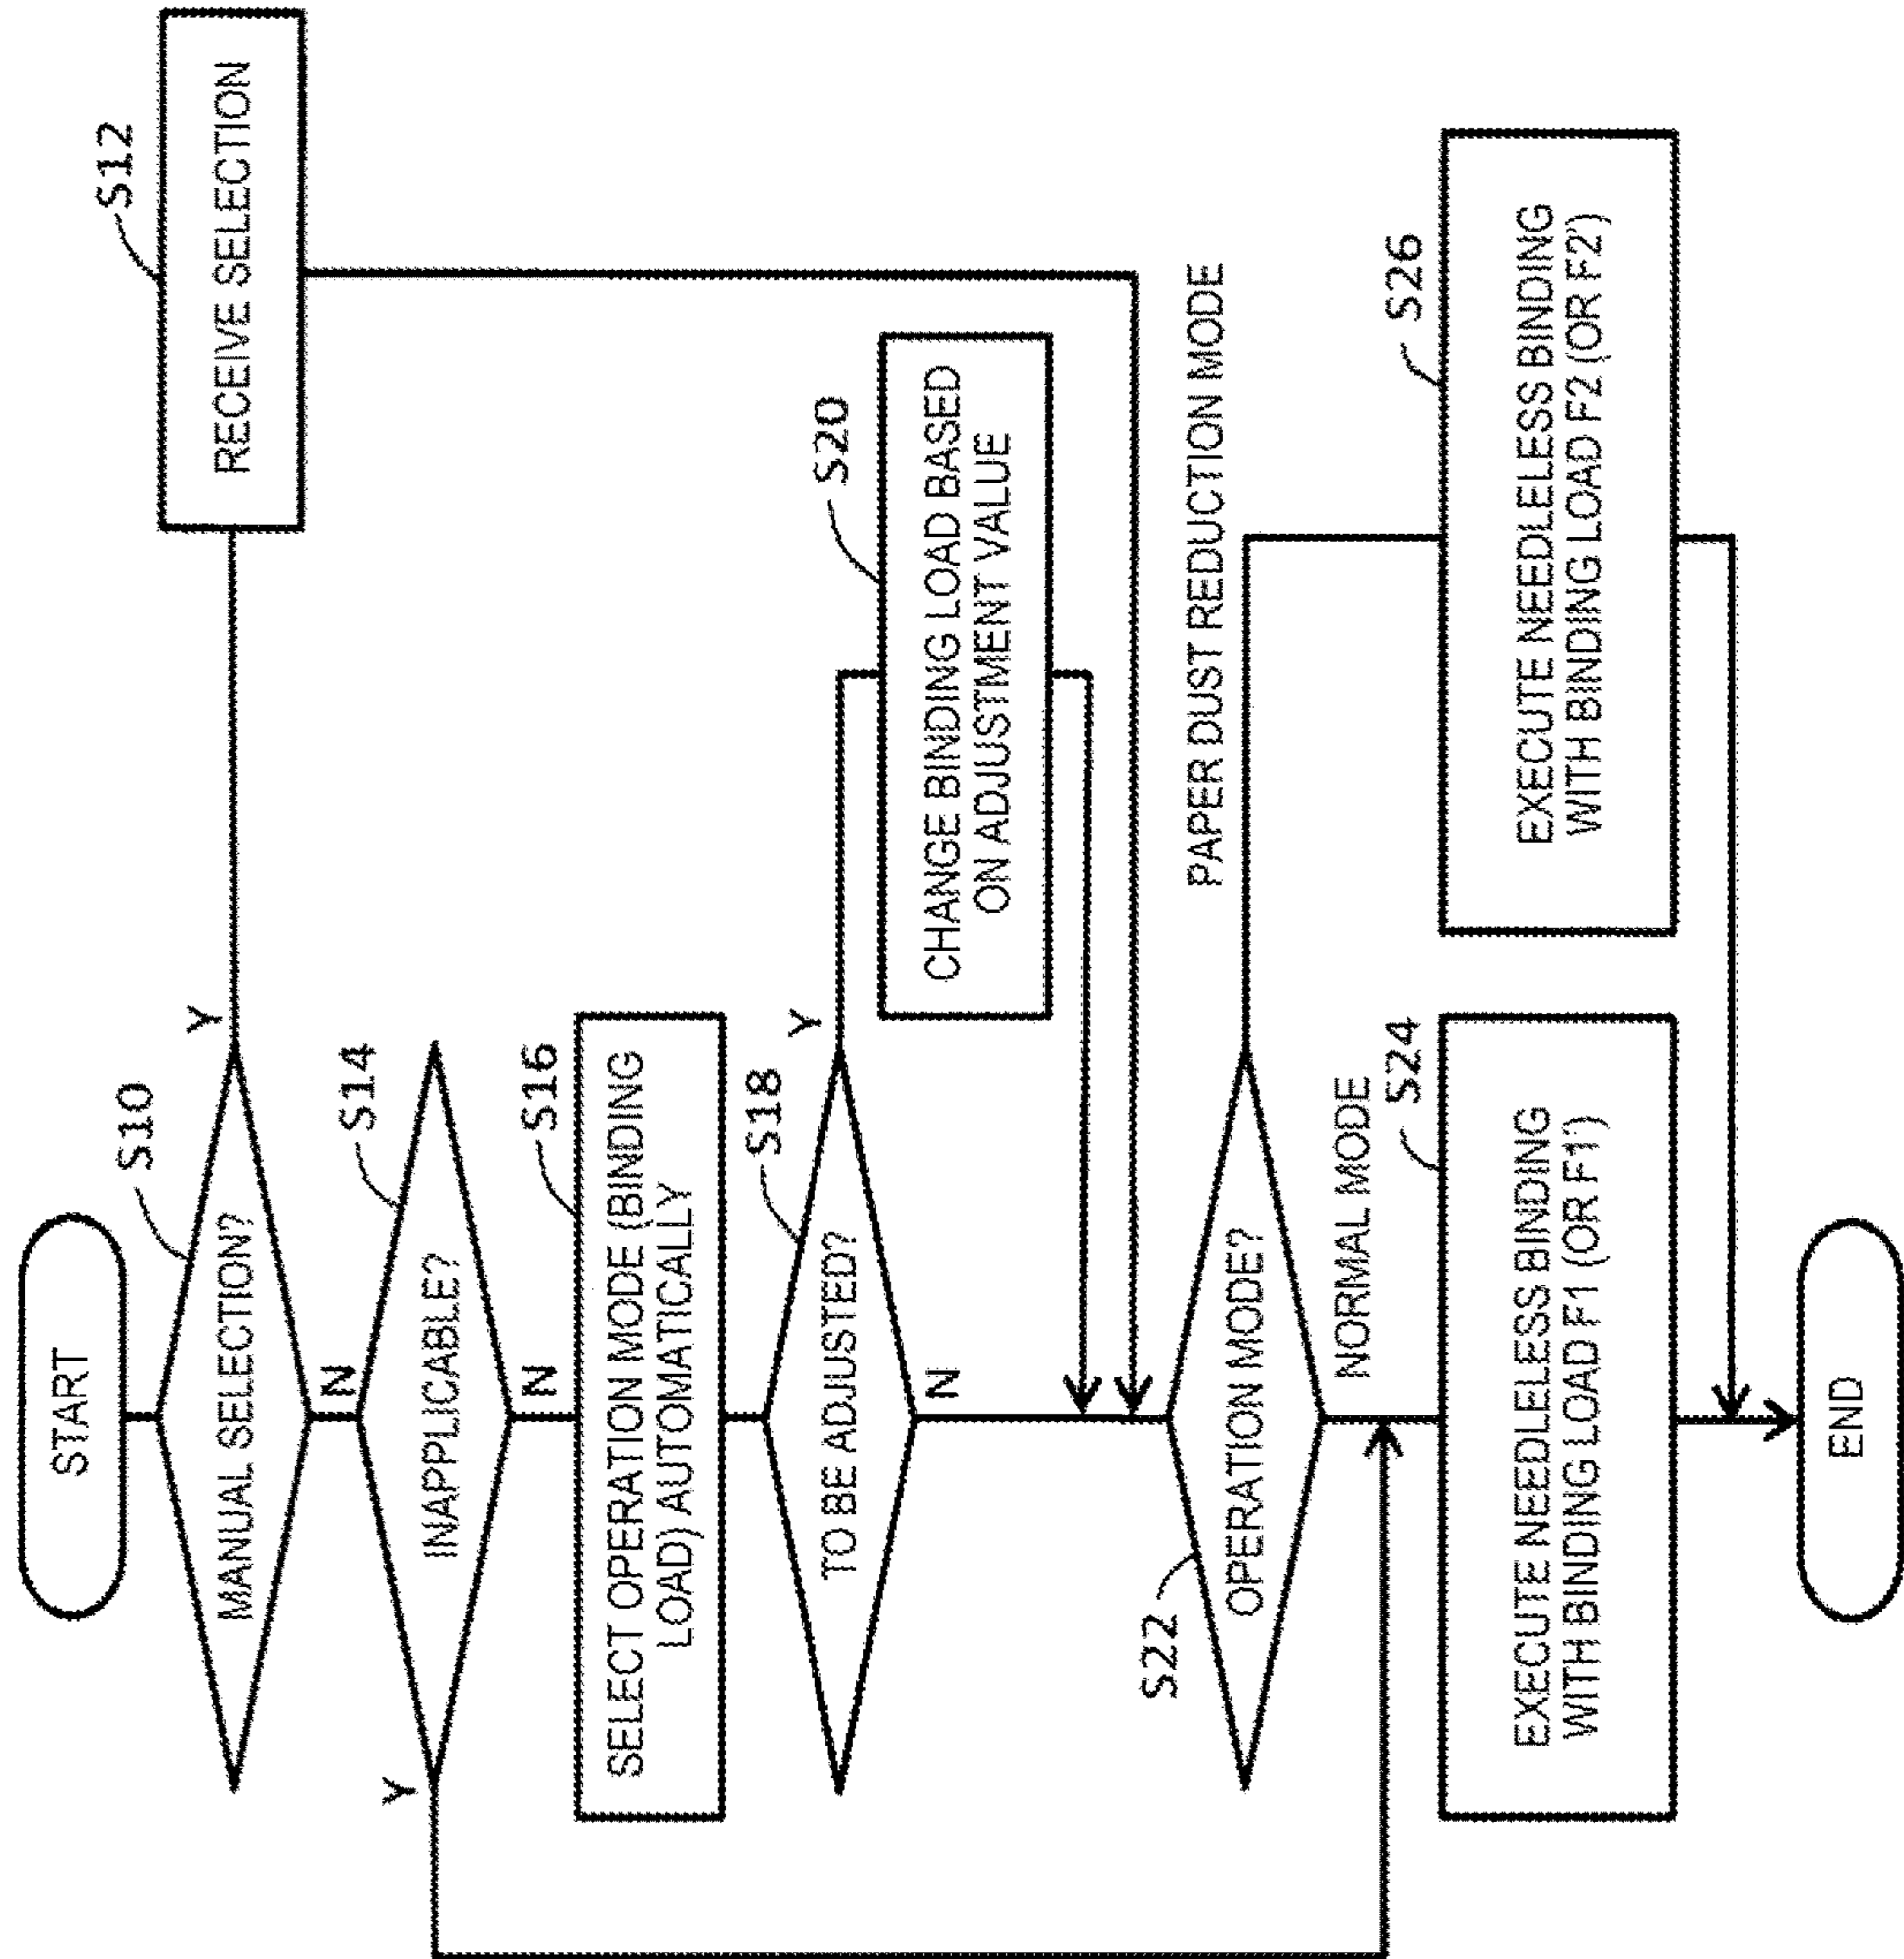 START
S10
MANUAL SELECTION?
Y
S12
RECEIVE SELECTION
N
S14
INAPPLICABLE?
Y
N
S16
SELECT OPERATION MODE (BINDING
LOAD) AUTOMATICALLY
S18
TO BE ADJUSTED?
Y
S20
CHANGE BINDING LOAD BASED
ON ADJUSTMENT VALUE
N
S22
OPERATION MODE?
PAPER DUST REDUCTION MODE
NORMAL MODE
S24
EXECUTE NEEDLELESS BINDING
WITH BINDING LOAD F1 (OR F1')
S26
EXECUTE NEEDLELESS BINDING
WITH BINDING LOAD F2 (OR F2')
END